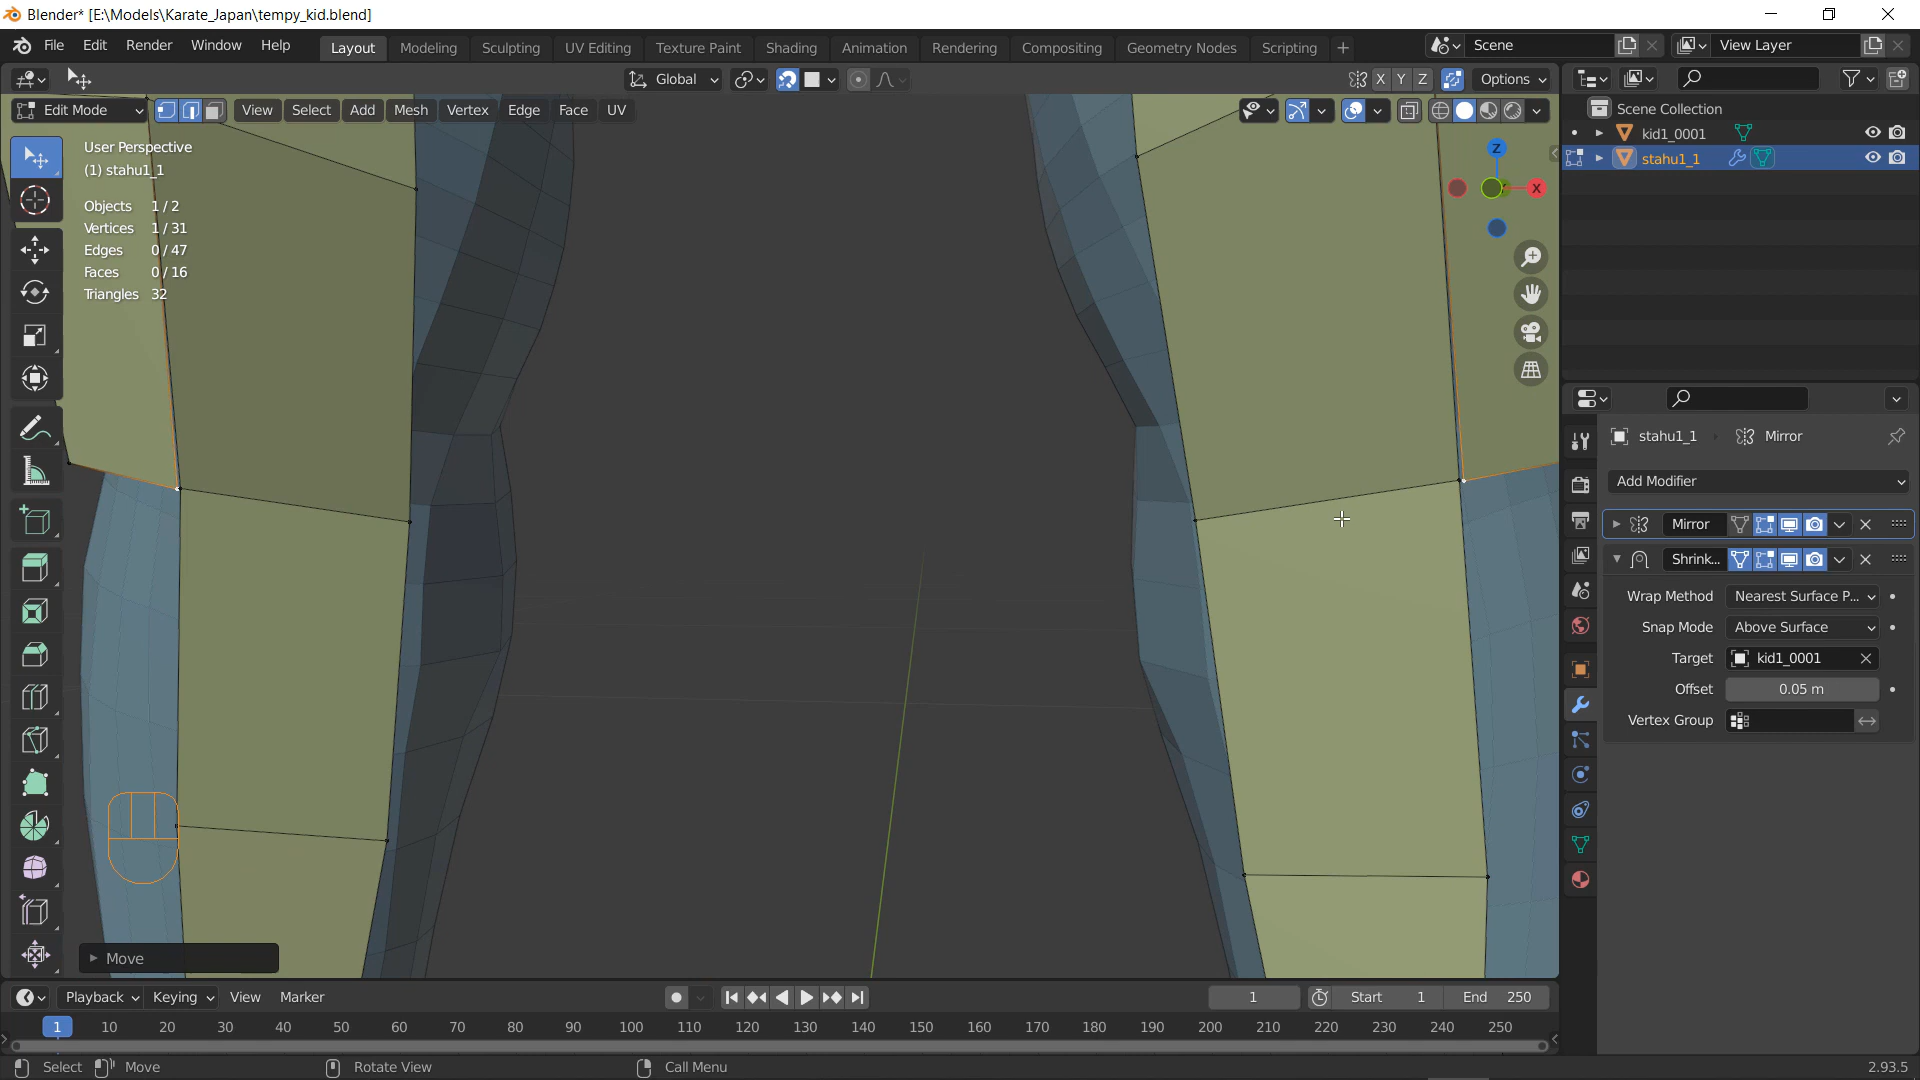 Blender* [E:\Models\Karate_Japan\tempy_kid.blend]
File Edit Render Window Help Layout Modeling Sculpting UV Editing Texture Paint Shading Animation Rendering Compositing Geometry Nodes Scripting + Scene View Layer
Global X Y Z Options
Edit Mode View Select Add Mesh Vertex Edge Face UV
Scene Collection
kid1_0001
stahu1_1
User Perspective
(1) stahu1_1
Objects 1/2
Vertices 1/31
Edges 0/47
Faces 0/16
Triangles 32
Z
X
stahu1_1 Mirror
Add Modifier
Mirror
Shrink...
Wrap Method Nearest Surface P...
Snap Mode Above Surface
Target kid1_0001
Offset 0.05 m
Vertex Group
Move
Playback Keying View Marker 1 Start 1 End 250
1 10 20 30 40 50 60 70 80 90 100 110 120 130 140 150 160 170 180 190 200 210 220 230 240 250
Select Move Rotate View Call Menu 2.93.5